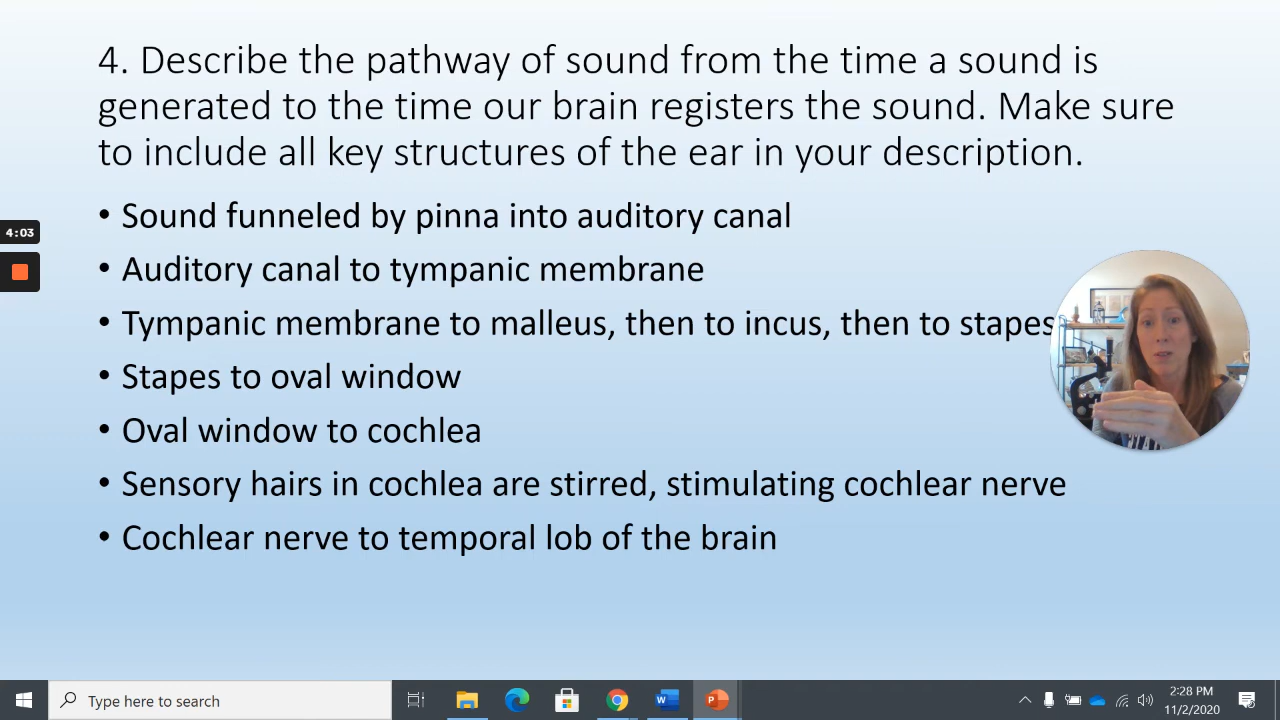 4. Describe the pathway of sound from the time a sound is
generated to the time our brain registers the sound. Make sure
to include all key structures of the ear in your description.
• Sound funneled by pinna into auditory canal
• Auditory canal to tympanic membrane
4:03
• Tympanic membrane to malleus, then to incus, then to stapes
• Stapes to oval window
• Oval window to cochlea
• Sensory hairs in cochlea are stirred, stimulating cochlear nerve
• Cochlear nerve to temporal lob of the brain
Type here to search
2:28 PM
11/2/2020